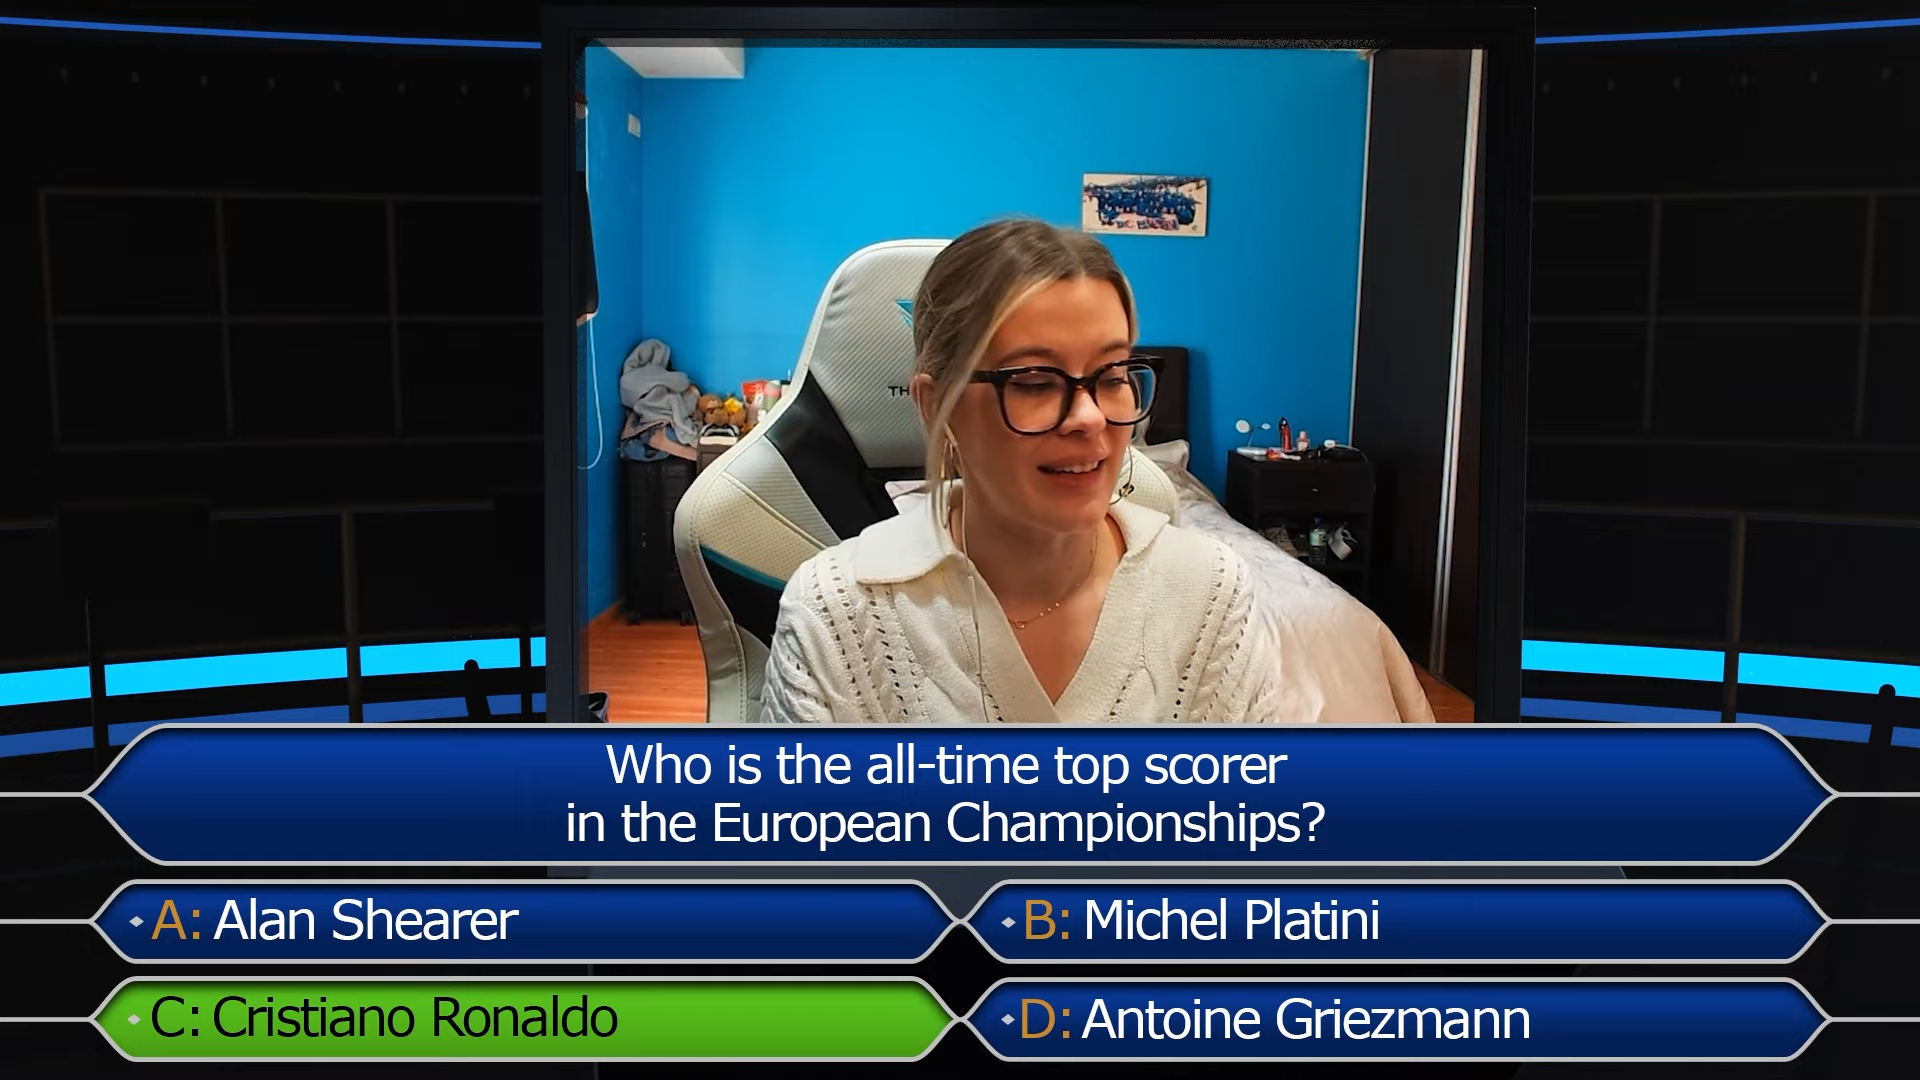 TH
Who is the all-time top scorer
in the European Championships?
A: Alan Shearer
B: Michel Platini
C: Cristiano Ronaldo
D: Antoine Griezmann